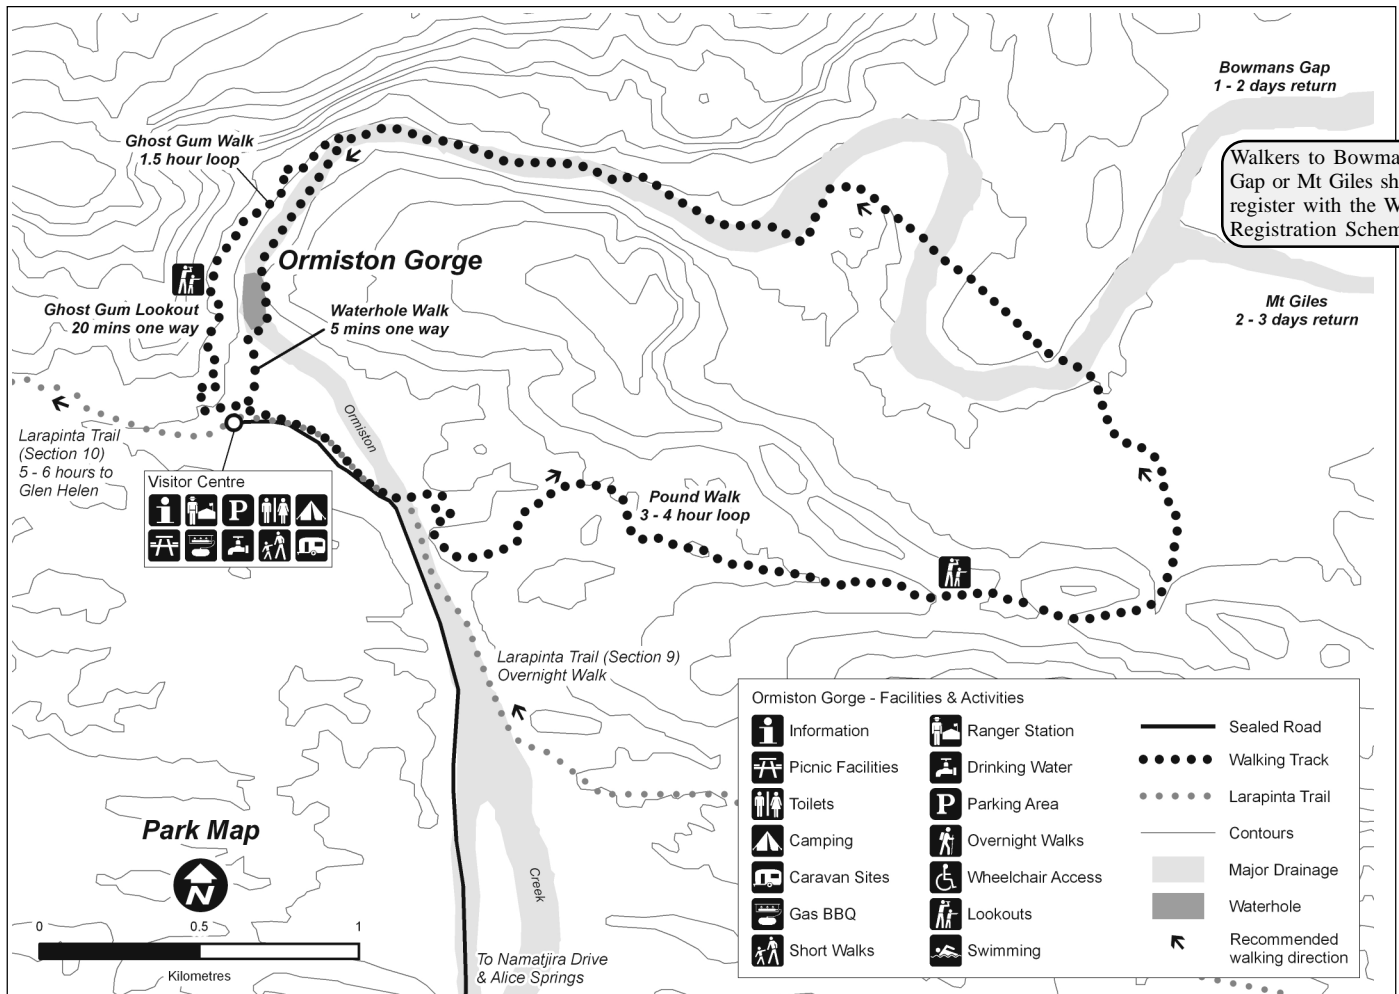 Bowmans Gap
1 - 2 days return
Walkers to Bowma
Gap or Mt Giles sh
register with the W
Registration Schem
Mt Giles
2 - 3 days return
Ghost Gum Walk
1.5 hour loop
Ormiston Gorge
Ghost Gum Lookout
20 mins one way
Waterhole Walk
5 mins one way
Ormiston
Larapinta Trail
(Section 10)
5 - 6 hours to
Glen Helen
Visitor Centre
P
Pound Walk
3 - 4 hour loop
Larapinta Trail (Section 9)
Overnight Walk
Creek
To Namatjira Drive
& Alice Springs
Park Map
N
0 0.5 1
Kilometres
Ormiston Gorge - Facilities & Activities
Information
Picnic Facilities
Toilets
Camping
Caravan Sites
Gas BBQ
Short Walks
Ranger Station
Drinking Water
P Parking Area
Overnight Walks
Wheelchair Access
Lookouts
Swimming
Sealed Road
Walking Track
Larapinta Trail
Contours
Major Drainage
Waterhole
Recommended
walking direction